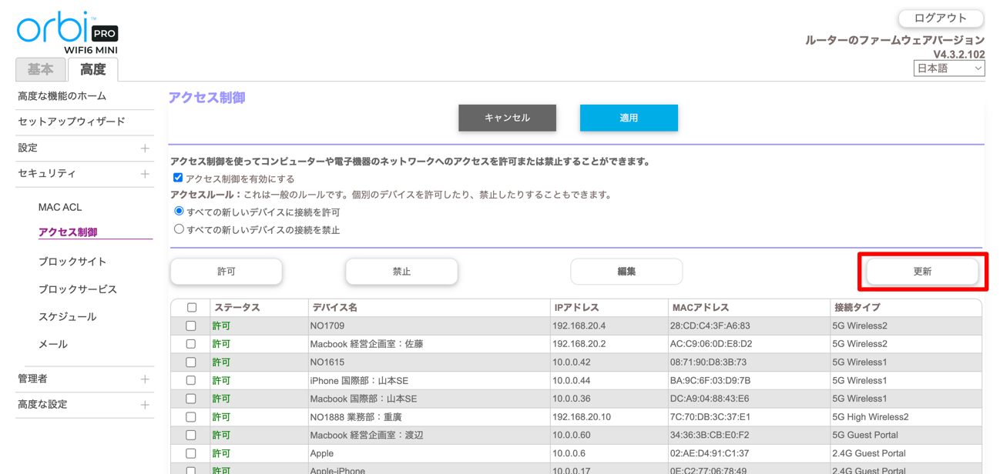 orbi™ PRO
WIFI6 MINI
ログアウト
ルーターのファームウェアバージョン
V4.3.2.102
日本語
基本
高度
高度な機能のホーム
セットアップウィザード
設定
セキュリティ
MAC ACL
アクセス制御
ブロックサイト
ブロックサービス
スケジュール
メール
管理者
高度な設定
アクセス制御
キャンセル
適用
アクセス制御を使ってコンピューターや電子機器のネットワークへのアクセスを許可または禁止することができます。
アクセス制御を有効にする
アクセスルール：これは一般のルールです。個別のデバイスを許可したり、禁止したりすることもできます。
すべての新しいデバイスに接続を許可
すべての新しいデバイスの接続を禁止
許可 禁止 編集 更新
ステータス デバイス名 IPアドレス MACアドレス 接続タイプ
許可 NO1709 192.168.20.4 28:CD:C4:3F:A6:83 5G Wireless2
許可 Macbook 経営企画室：佐藤 192.168.20.2 AC:C9:06:0D:E8:D2 5G Wireless2
許可 NO1615 10.0.0.42 08:71:90:D8:3B:73 5G Wireless1
許可 iPhone 国際部：山本SE 10.0.0.44 BA:9C:6F:03:D9:7B 5G Wireless1
許可 Macbook 国際部：山本SE 10.0.0.36 DC:A9:04:88:43:E6 5G Wireless1
許可 NO1888 業務部：重廣 192.168.20.10 7C:70:DB:3C:37:E1 5G High Wireless2
許可 Macbook 経営企画室：渡辺 10.0.0.60 34:36:3B:CB:E0:F2 5G Guest Portal
許可 Apple 10.0.0.6 02:AE:D4:91:C1:37 2.4G Guest Portal
許可 Apple-iPhone 10.0.0.17 0E:C2:77:06:78:49 2.4G Guest Portal